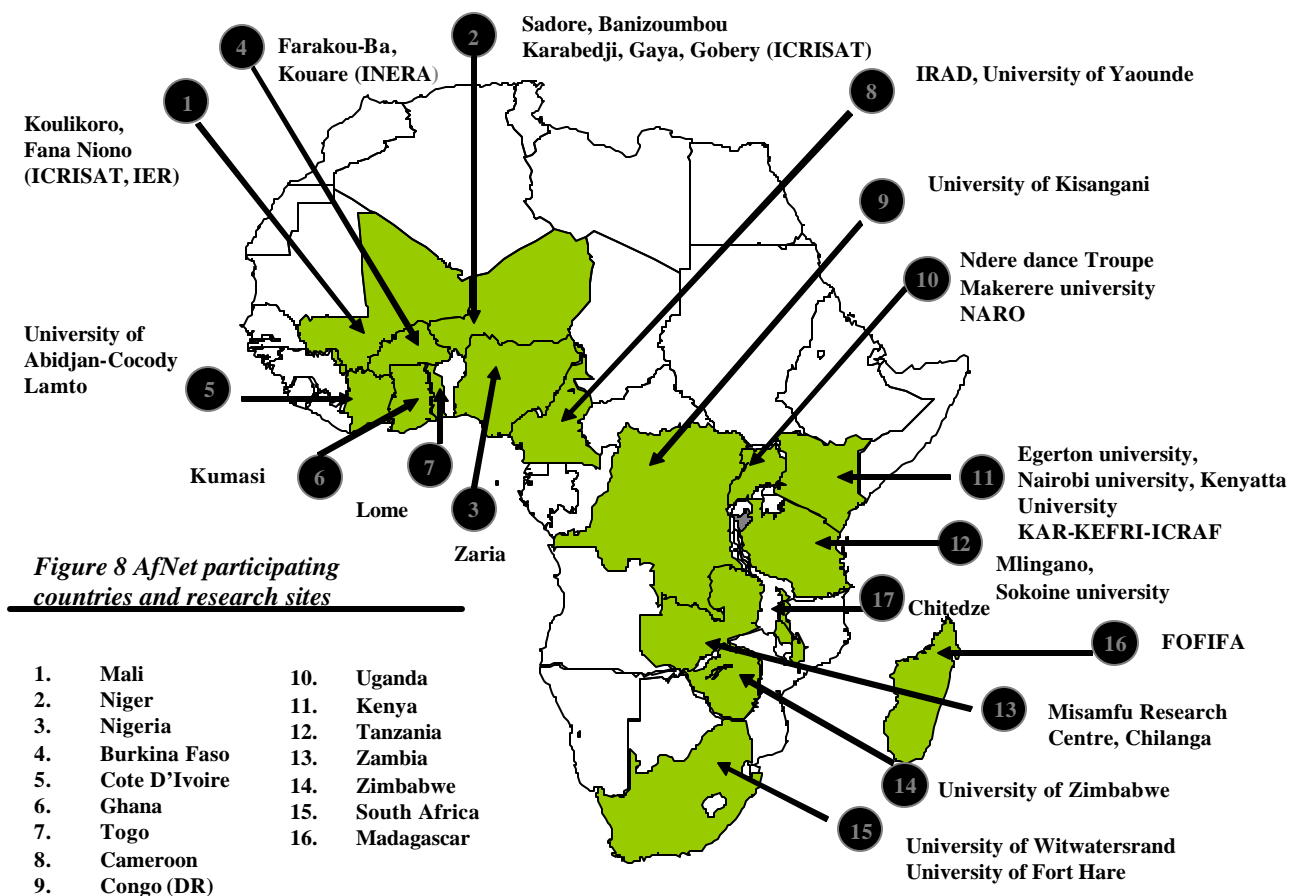 4
Farakou-Ba,
Kouare (INERA)
2
Sadore, Banizoumbou
Karabedji, Gaya, Gobery (ICRISAT)
8
IRAD, University of Yaounde
1
Koulikoro,
Fana Niono
(ICRISAT, IER)
9
University of Kisangani
10
Ndere dance Troupe
Makerere university
NARO
University of
Abidjan-Cocody
Lamto
5
Kumasi
6
7
Lome
3
Zaria
11
Egerton university,
Nairobi university, Kenyatta
University
KAR-KEFRI-ICRAF
12
Mlingano,
Sokoine university
17
Chitedze
16
FOFIFA
13
Misamfu Research
Centre, Chilanga
14
University of Zimbabwe
15
University of Witwatersrand
University of Fort Hare
Figure 8 AfNet participating
countries and research sites
1. Mali
2. Niger
3. Nigeria
4. Burkina Faso
5. Cote D'Ivoire
6. Ghana
7. Togo
8. Cameroon
9. Congo (DR)
10. Uganda
11. Kenya
12. Tanzania
13. Zambia
14. Zimbabwe
15. South Africa
16. Madagascar